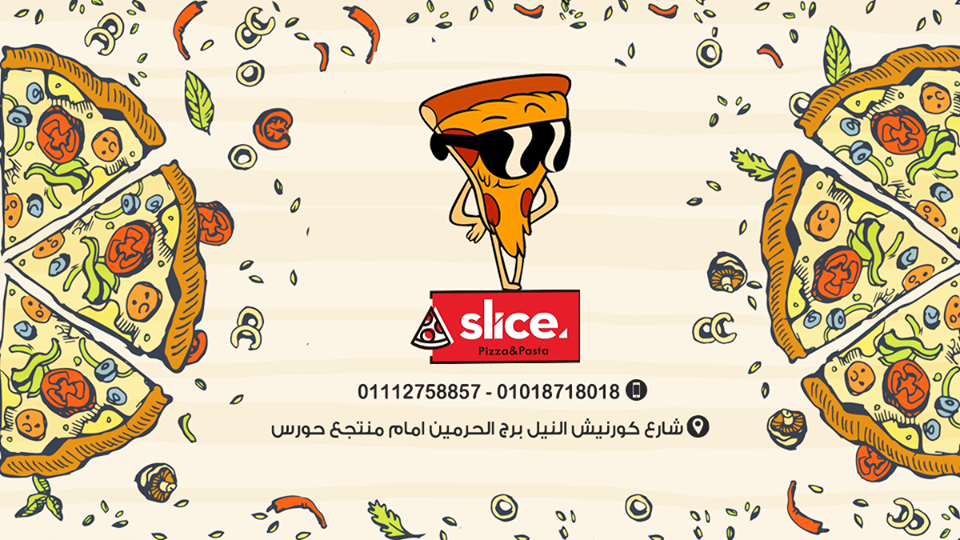 slice.
Pizza&Pasta
01112758857 - 01018718018
شارع كورنيش النيل برج الحرمين امام منتجع حورس